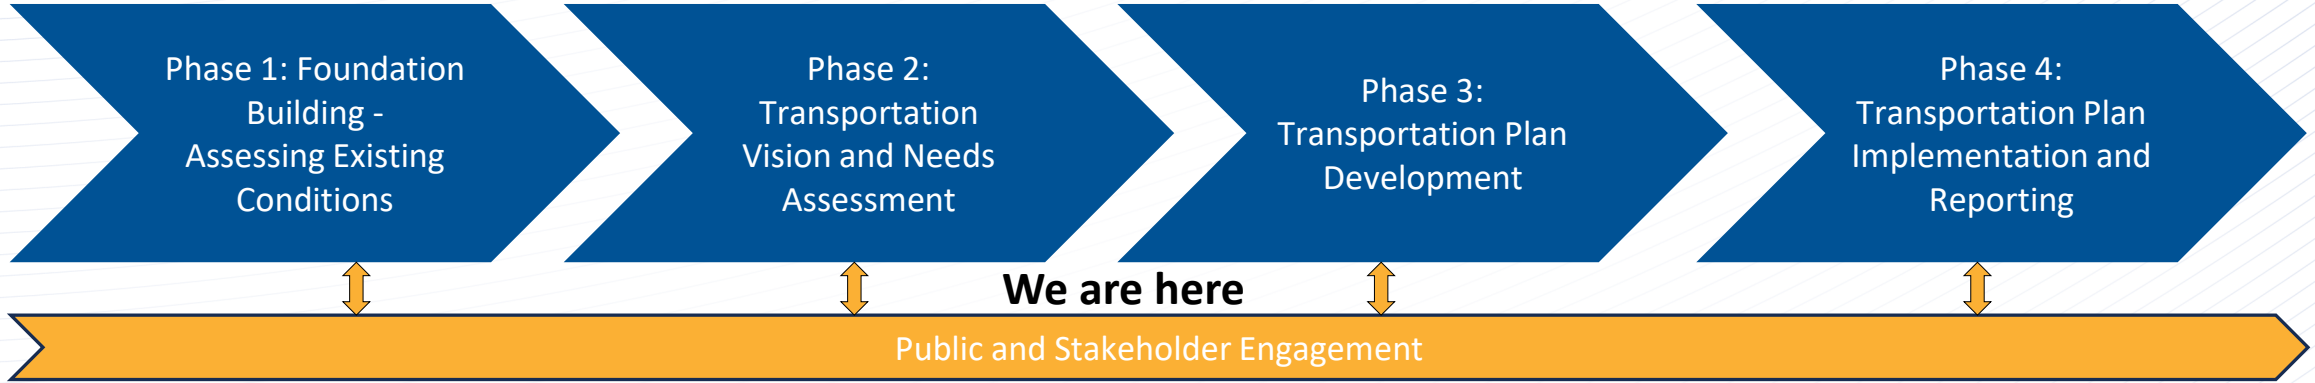 Phase 1: Foundation
Building -
Assessing Existing
Conditions
Phase 2:
Transportation
Vision and Needs
Assessment
Phase 3:
Transportation Plan
Development
Phase 4:
Transportation Plan
Implementation and
Reporting
We are here
Public and Stakeholder Engagement